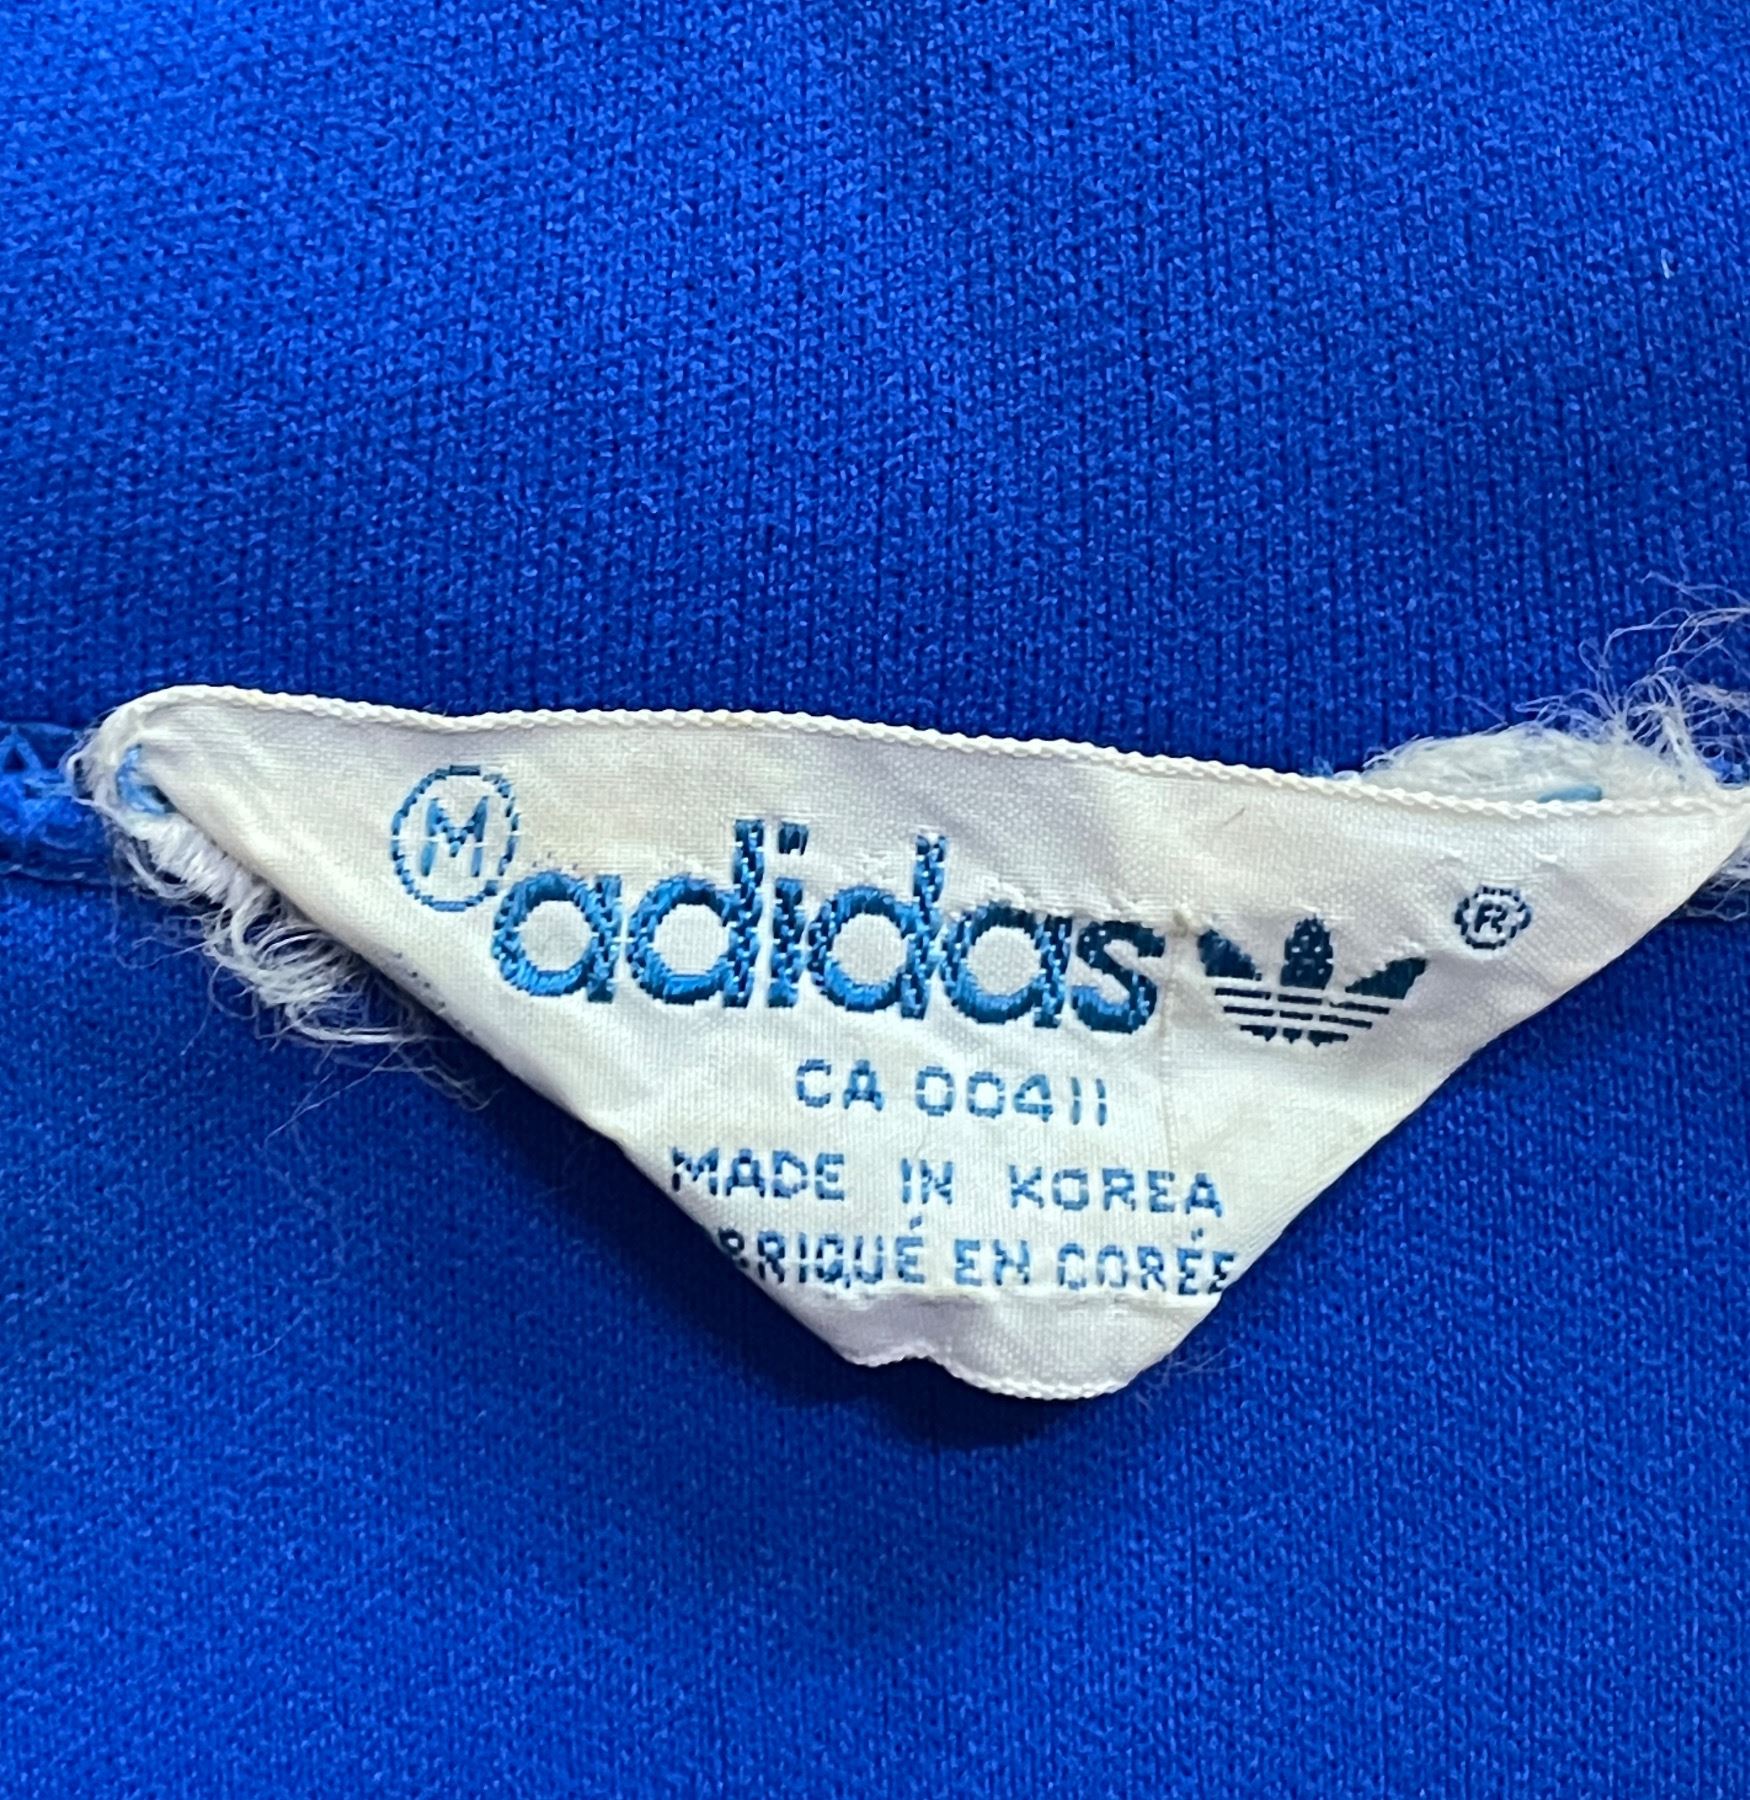 M adidas ®
CA 00411
MADE IN KOREA
BRIQUÉ EN CORÉE